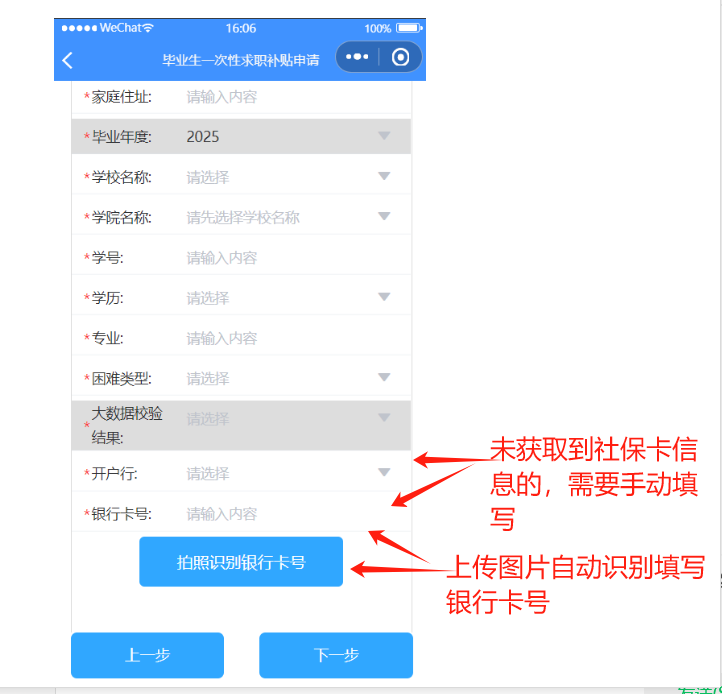 WeChat 16:06 100%
毕业生一次性求职补贴申请
*家庭住址: 请输入内容
*毕业年度: 2025
*学校名称: 请选择
*学院名称: 请先选择学校名称
*学号: 请输入内容
*学历: 请选择
*专业: 请输入内容
*困难类型: 请选择
*大数据校验 请选择
结果:
*开户行: 请选择
*银行卡号: 请输入内容
未获取到社保卡信
息的，需要手动填
写
拍照识别银行卡号
上传图片自动识别填写
银行卡号
上一步 下一步